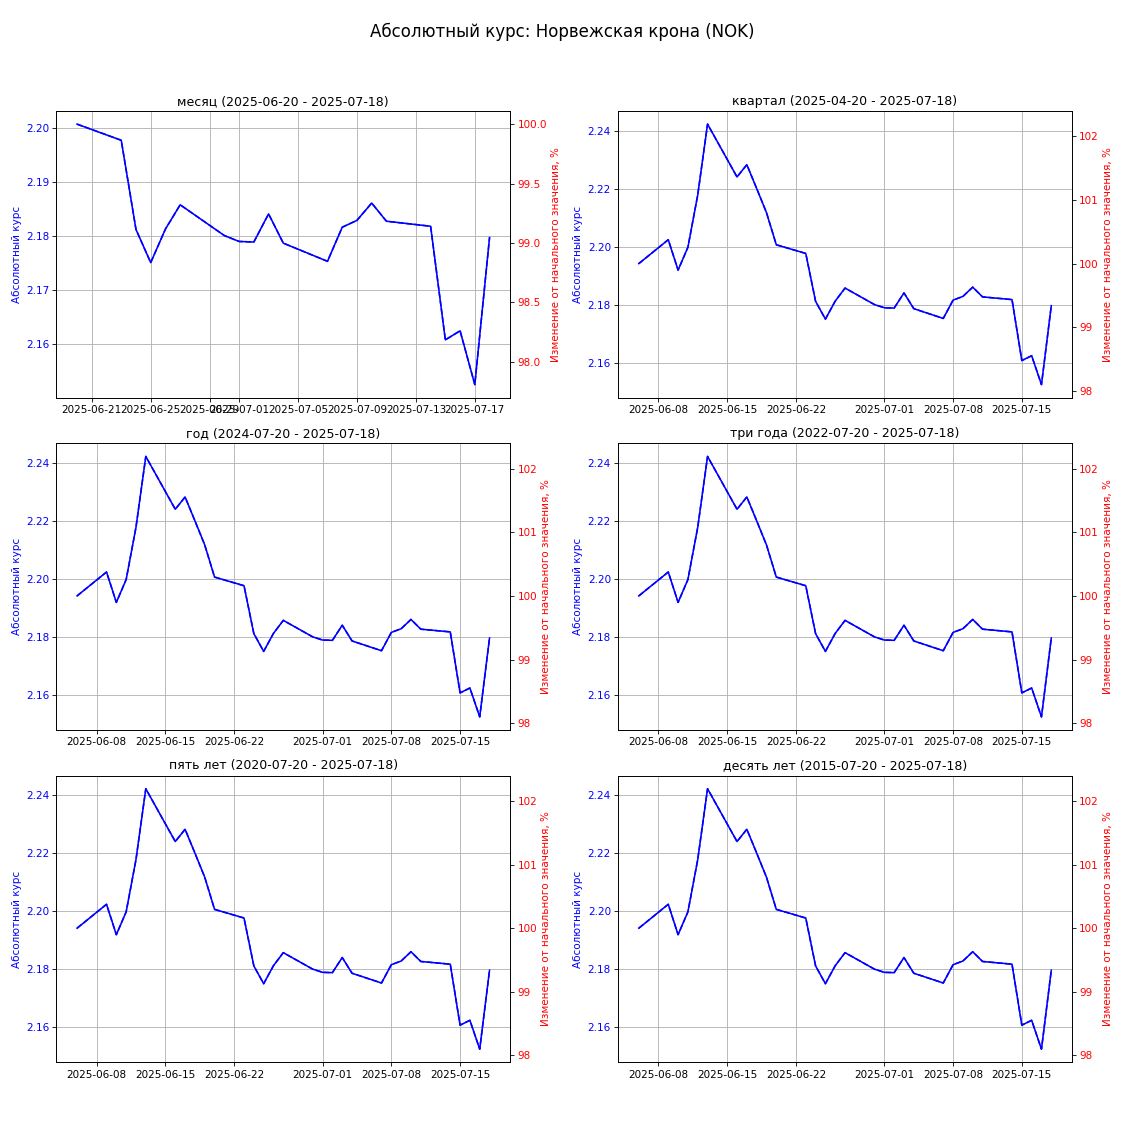 Абсолютный курс: Норвежская крона (NOK)
месяц (2025-06-20 - 2025-07-18)
2.20
2.19
2.18
2.17
2.16
Абсолютный курс
100.0
99.5
99.0
98.5
98.0
Изменение от начального значения, %
2025-06-21 2025-06-25 2025-06-29 2025-07-01 2025-07-05 2025-07-09 2025-07-13 2025-07-17
квартал (2025-04-20 - 2025-07-18)
2.24
2.22
2.20
2.18
2.16
Абсолютный курс
102
101
100
99
98
Изменение от начального значения, %
2025-06-08 2025-06-15 2025-06-22 2025-07-01 2025-07-08 2025-07-15
год (2024-07-20 - 2025-07-18)
2.24
2.22
2.20
2.18
2.16
Абсолютный курс
102
101
100
99
98
Изменение от начального значения, %
2025-06-08 2025-06-15 2025-06-22 2025-07-01 2025-07-08 2025-07-15
три года (2022-07-20 - 2025-07-18)
2.24
2.22
2.20
2.18
2.16
Абсолютный курс
102
101
100
99
98
Изменение от начального значения, %
2025-06-08 2025-06-15 2025-06-22 2025-07-01 2025-07-08 2025-07-15
пять лет (2020-07-20 - 2025-07-18)
2.24
2.22
2.20
2.18
2.16
Абсолютный курс
102
101
100
99
98
Изменение от начального значения, %
2025-06-08 2025-06-15 2025-06-22 2025-07-01 2025-07-08 2025-07-15
десять лет (2015-07-20 - 2025-07-18)
2.24
2.22
2.20
2.18
2.16
Абсолютный курс
102
101
100
99
98
Изменение от начального значения, %
2025-06-08 2025-06-15 2025-06-22 2025-07-01 2025-07-08 2025-07-15